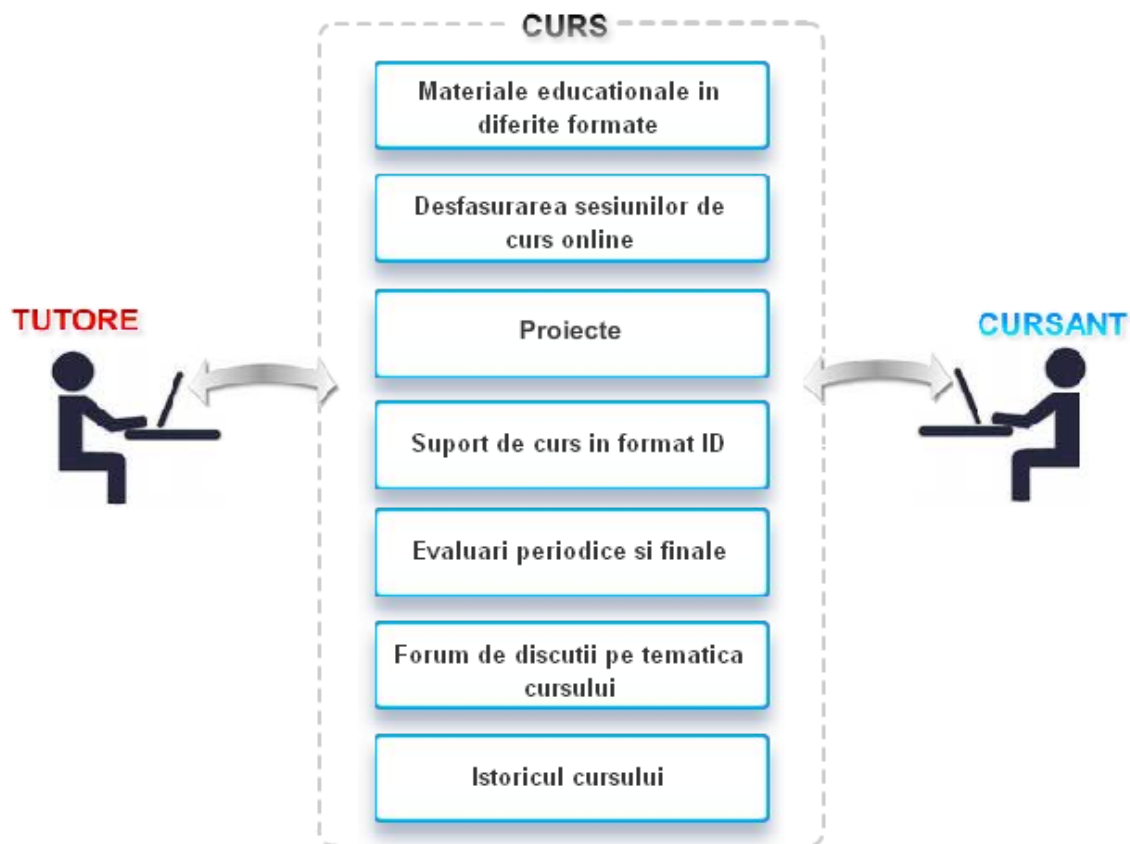 CURS
Materiale educationale in
diferite formate
Desfasurarea sesiunilor de
curs online
TUTORE
Proiecte
CURSANT
Suport de curs in format ID
Evaluari periodice si finale
Forum de discutii pe tematica
cursului
Istoricul cursului